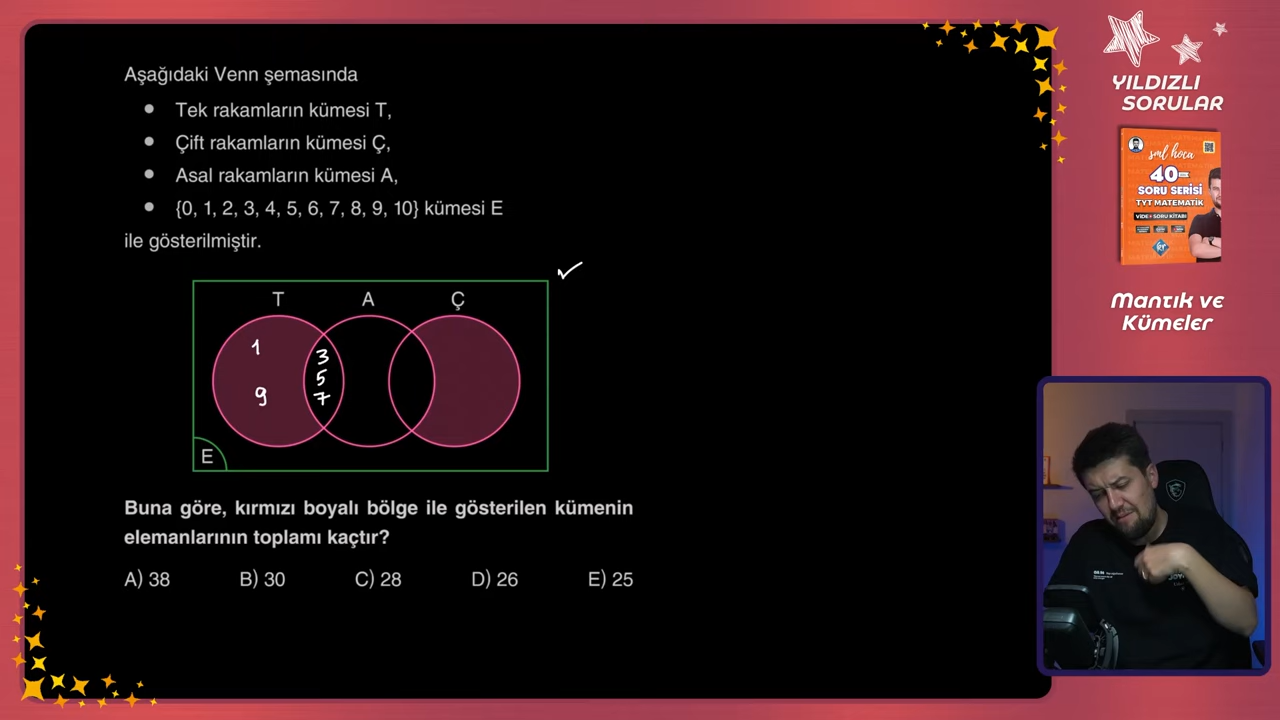 Aşağıdaki Venn şemasında
• Tek rakamların kümesi T,
• Çift rakamların kümesi Ç,
• Asal rakamların kümesi A,
• {0, 1, 2, 3, 4, 5, 6, 7, 8, 9, 10} kümesi E
ile gösterilmiştir.
T A Ç
1
3
5
9
7
E
Buna göre, kırmızı boyalı bölge ile gösterilen kümenin
elemanlarının toplamı kaçtır?
A) 38 B) 30 C) 28 D) 26 E) 25
YILDIZLI
SORULAR
sml hoca
40
SORU SERİSİ
TYT MATEMATİK
Mantık ve
Kümeler